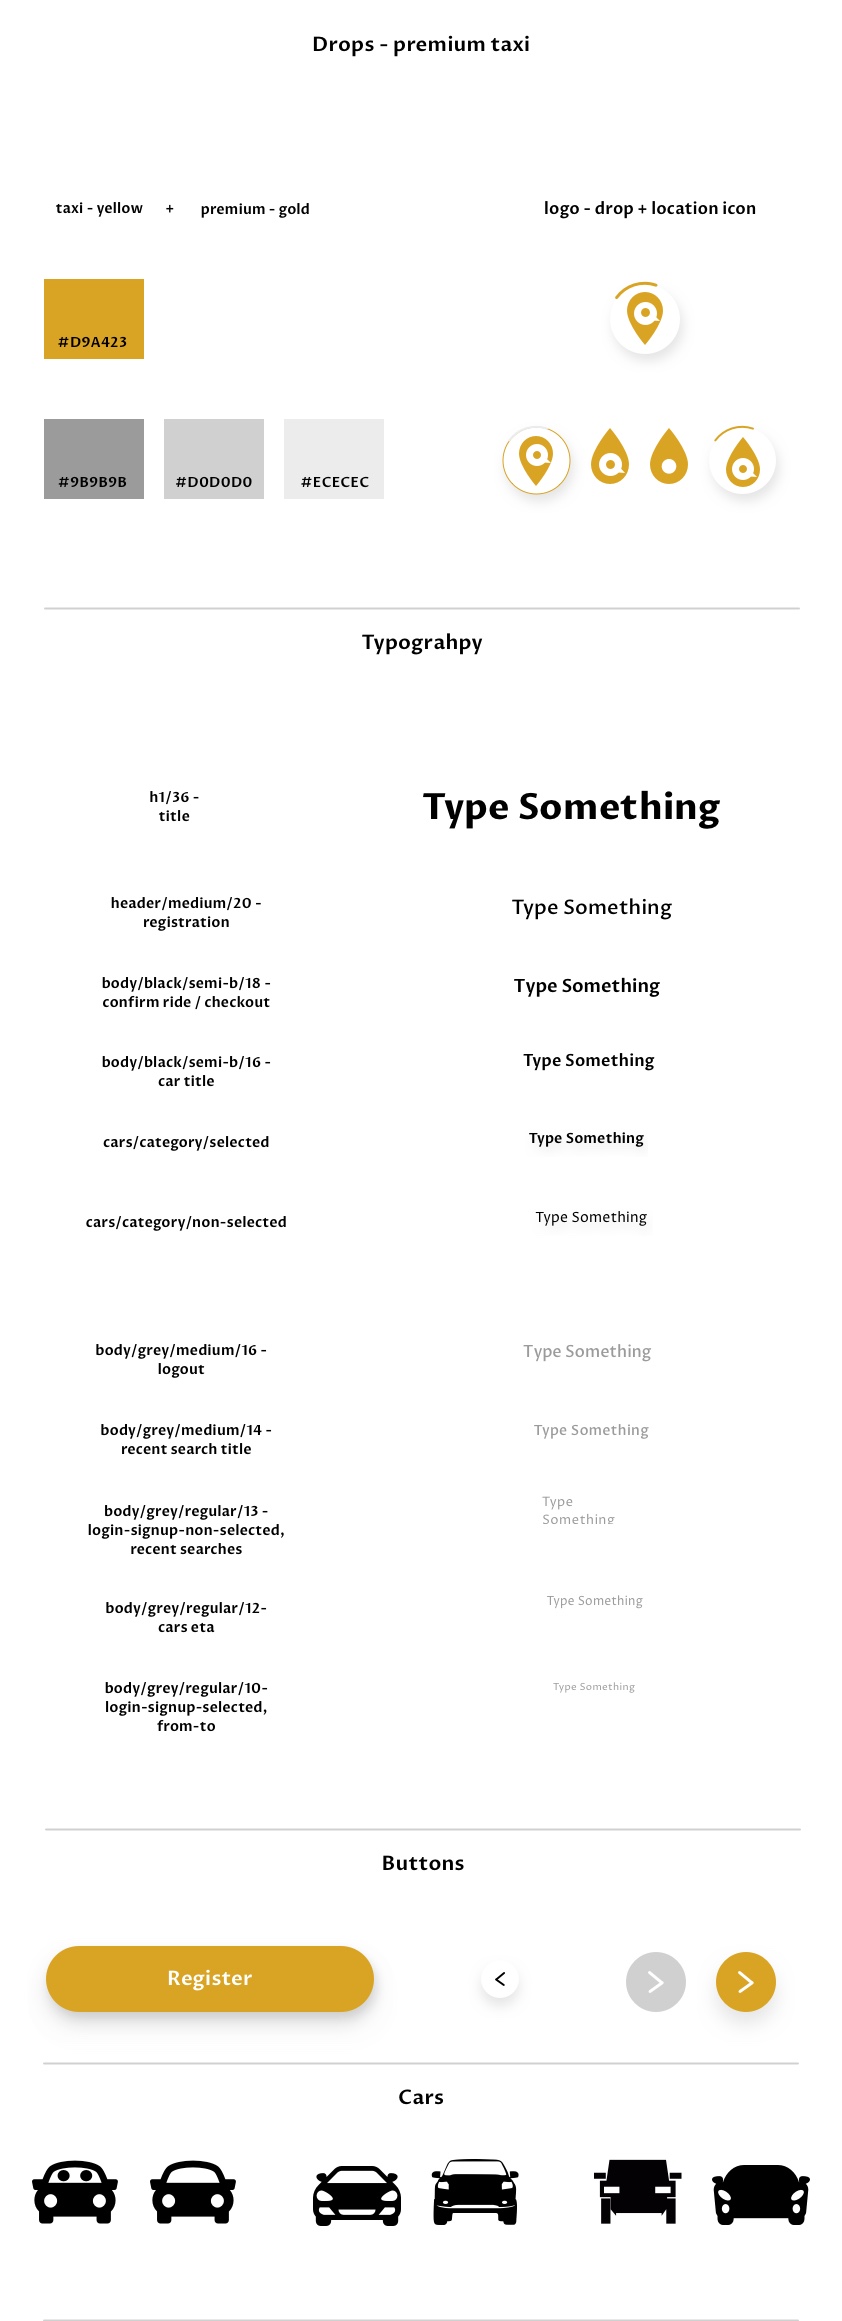 Drops - premium taxi
taxi - yellow + premium - gold
logo - drop + location icon
#D9A423
#9B9B9B
#D0D0D0
#ECECEC
Typograhpy
h1/36 -
title
Type Something
header/medium/20 -
registration
Type Something
body/black/semi-b/18 -
confirm ride / checkout
Type Something
body/black/semi-b/16 -
car title
Type Something
cars/category/selected
Type Something
cars/category/non-selected
Type Something
body/grey/medium/16 -
logout
Type Something
body/grey/medium/14 -
recent search title
Type Something
body/grey/regular/13 -
login-signup-non-selected,
recent searches
Type
Something
body/grey/regular/12-
cars eta
Type Something
body/grey/regular/10-
login-signup-selected,
from-to
Type Something
Buttons
Register
Cars